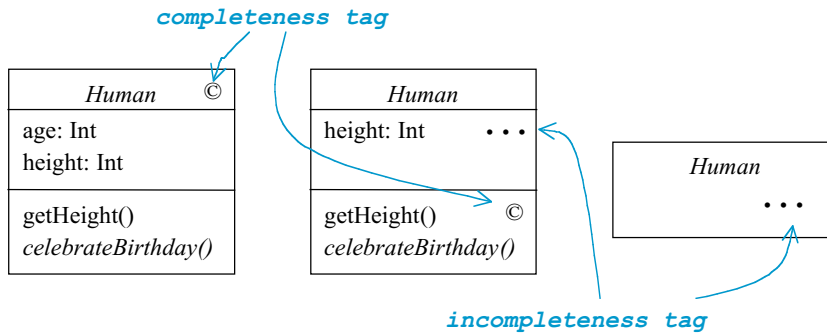 completeness tag
Human ©
age: Int
height: Int
getHeight()
celebrateBirthday()
Human
height: Int •••
getHeight() ©
celebrateBirthday()
Human
•••
incompleteness tag